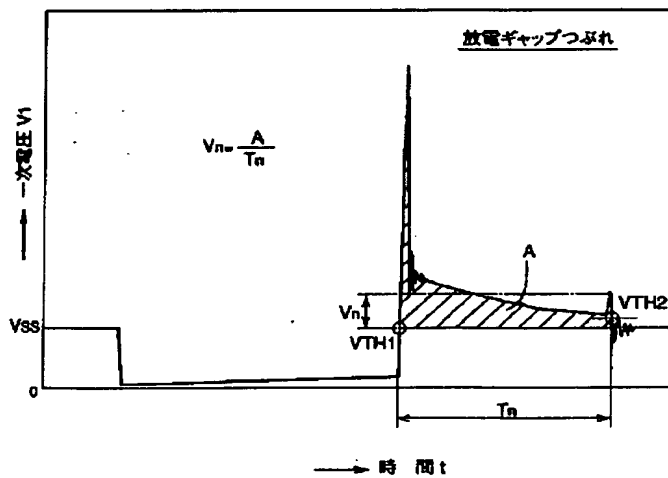 放電ギャップつぶれ
一次電圧 V1
Vn= A
Tn
A
Vn
VSS
VTH1
VTH2
0
Tn
時間 t